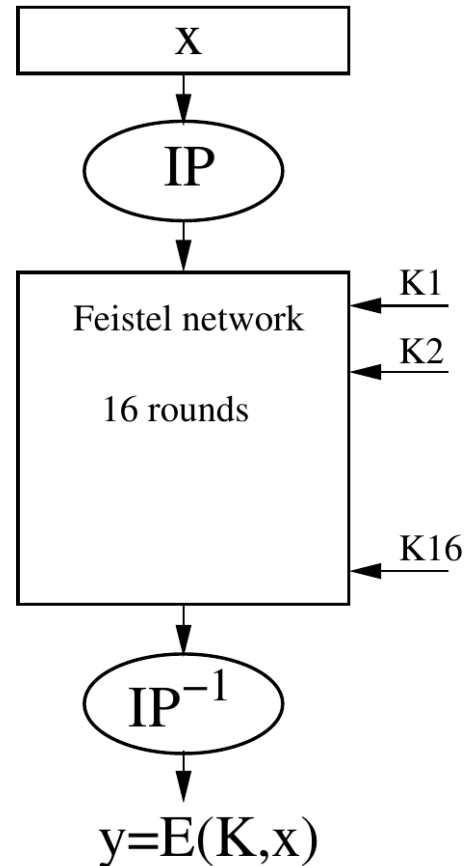 x
IP
K1
Feistel network
K2
16 rounds
K16
IP⁻¹
y=E(K,x)